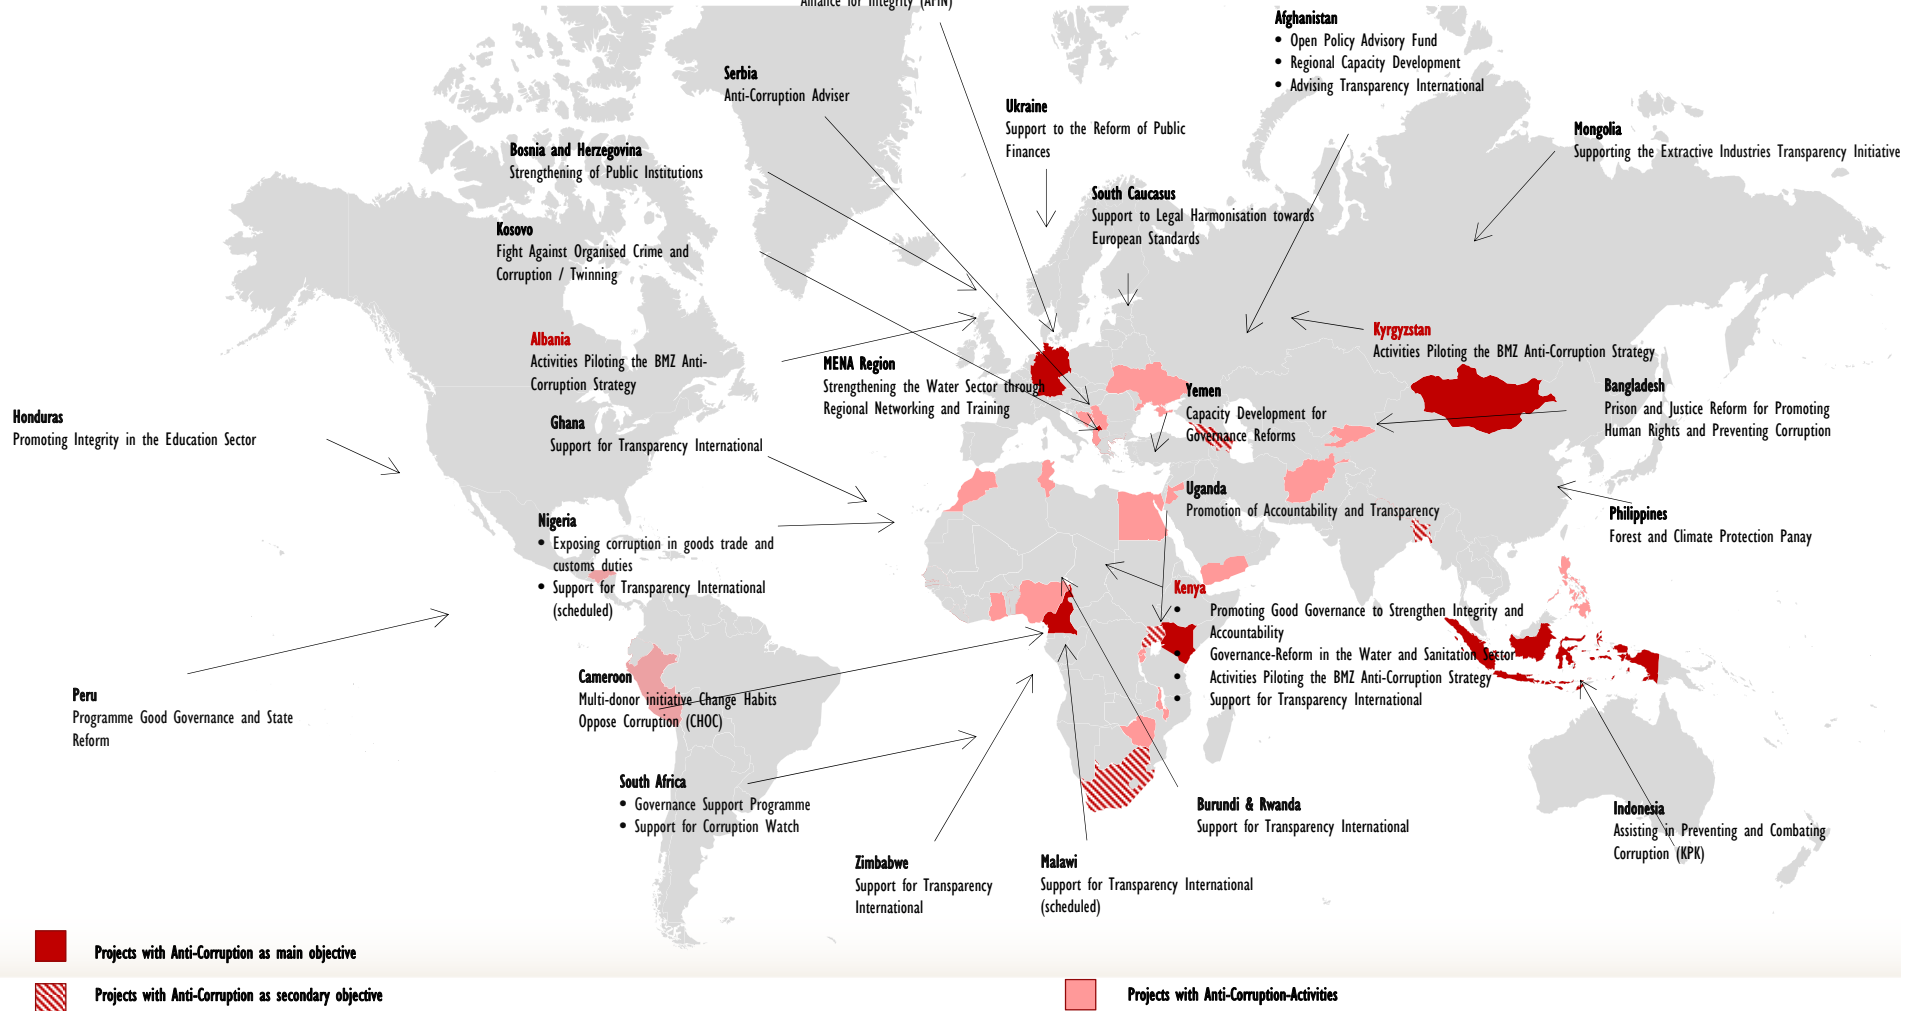 Alliance for Integrity (AFIN)
Afghanistan
• Open Policy Advisory Fund
• Regional Capacity Development
• Advising Transparency International
Serbia
Anti-Corruption Adviser
Ukraine
Support to the Reform of Public
Finances
Mongolia
Supporting the Extractive Industries Transparency Initiative
Bosnia and Herzegovina
Strengthening of Public Institutions
South Caucasus
Support to Legal Harmonisation towards
European Standards
Kosovo
Fight Against Organised Crime and
Corruption / Twinning
Albania
Activities Piloting the BMZ Anti-
Corruption Strategy
Kyrgyzstan
Activities Piloting the BMZ Anti-Corruption Strategy
MENA Region
Strengthening the Water Sector through
Regional Networking and Training
Yemen
Capacity Development for
Governance Reforms
Bangladesh
Prison and Justice Reform for Promoting
Human Rights and Preventing Corruption
Honduras
Promoting Integrity in the Education Sector
Ghana
Support for Transparency International
Uganda
Promotion of Accountability and Transparency
Philippines
Forest and Climate Protection Panay
Nigeria
• Exposing corruption in goods trade and
customs duties
• Support for Transparency International
(scheduled)
Kenya
• Promoting Good Governance to Strengthen Integrity and
Accountability
• Governance-Reform in the Water and Sanitation Sector
• Activities Piloting the BMZ Anti-Corruption Strategy
• Support for Transparency International
Peru
Programme Good Governance and State
Reform
Cameroon
Multi-donor initiative Change Habits
Oppose Corruption (CHOC)
South Africa
• Governance Support Programme
• Support for Corruption Watch
Burundi & Rwanda
Support for Transparency International
Indonesia
Assisting in Preventing and Combating
Corruption (KPK)
Zimbabwe
Support for Transparency
International
Malawi
Support for Transparency International
(scheduled)
Projects with Anti-Corruption as main objective
Projects with Anti-Corruption as secondary objective
Projects with Anti-Corruption-Activities